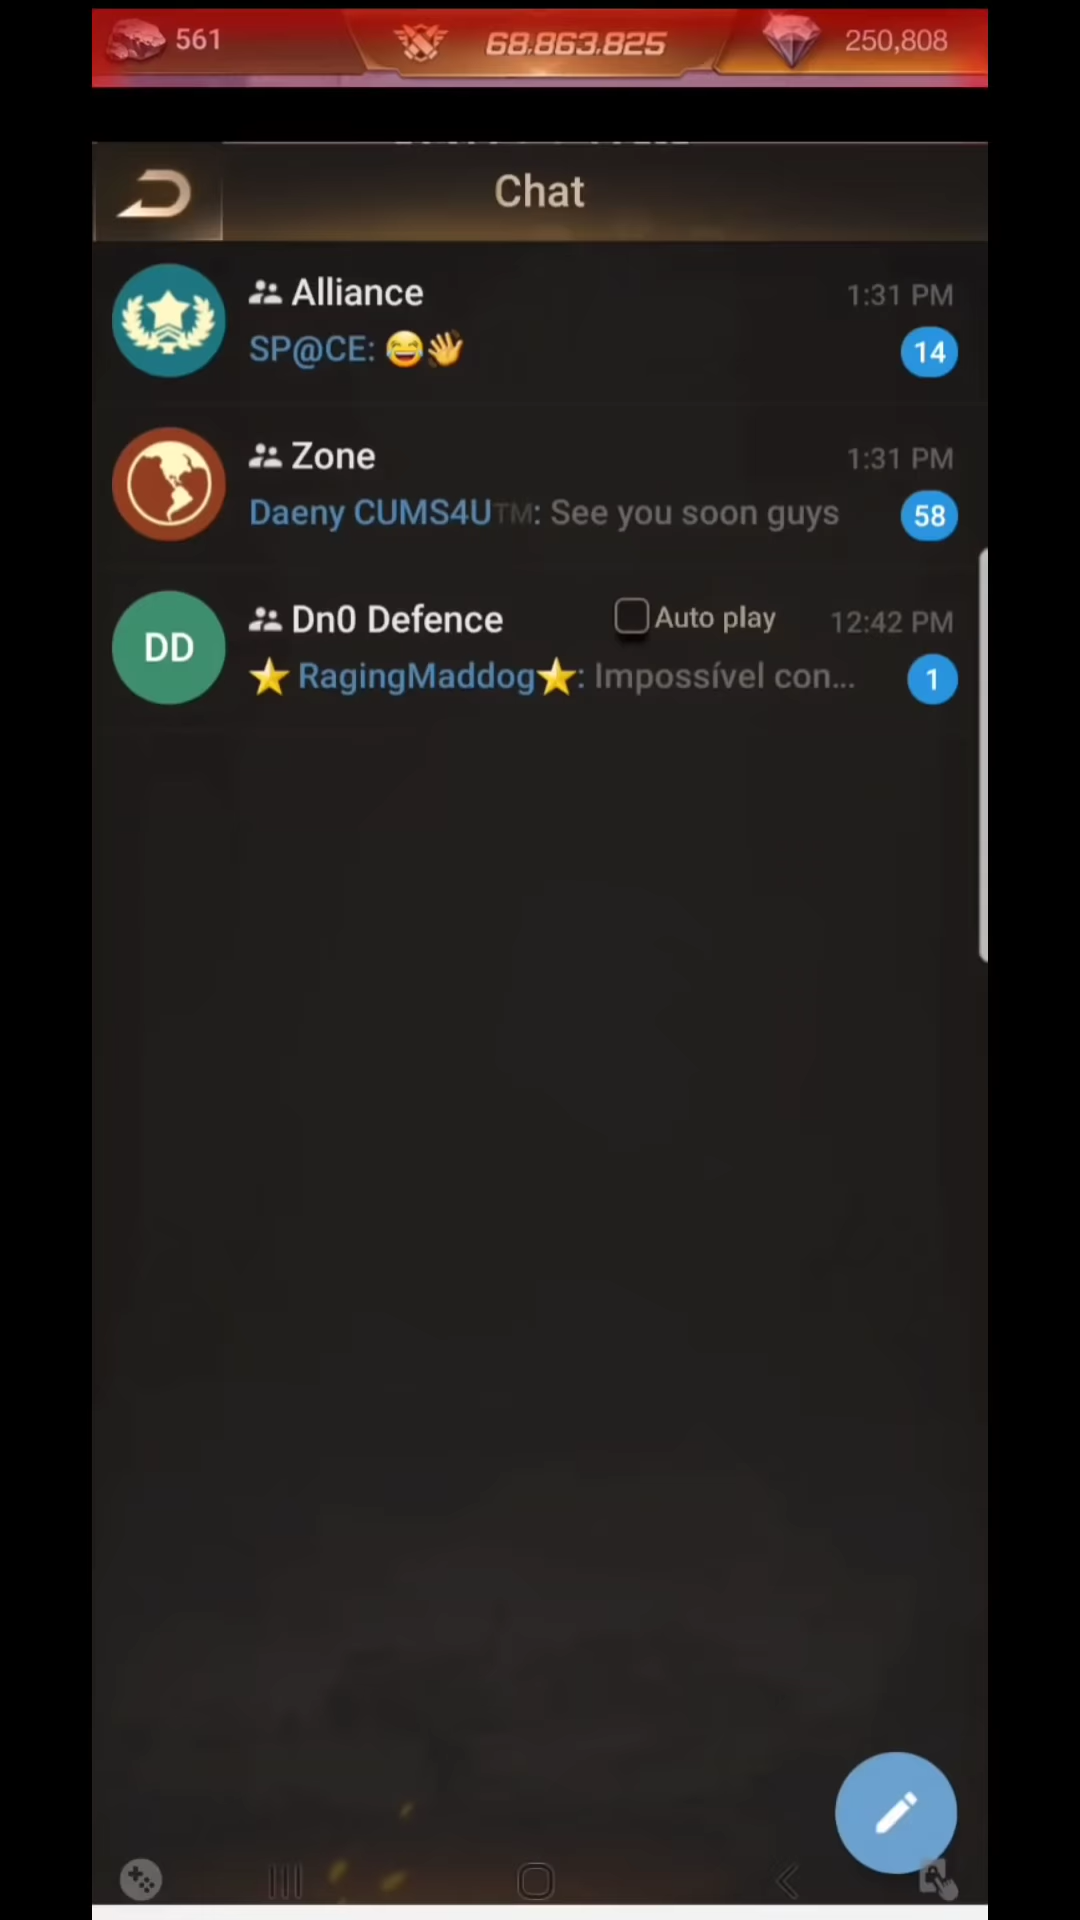 561
68,863,825
250,808
Chat
Alliance
1:31 PM
SP@CE: 😂👋
14
Zone
1:31 PM
Daeny CUMS4U™: See you soon guys
58
DD
Dn0 Defence
Auto play
12:42 PM
⭐ RagingMaddog⭐: Impossível con...
1